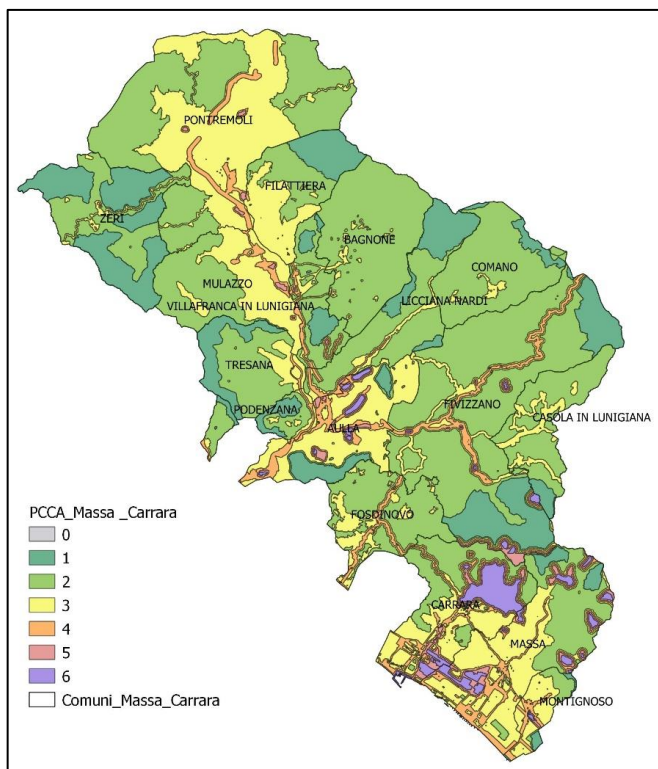 PONTREMOLI
FILATTIERA
ZERI
BAGNONE
COMANO
MULAZZO
LICCIANA NARDI
VILLAFRANCA IN LUNIGIANA
TRESANA
PODENZANA
FIVIZZANO
CASOLA IN LUNIGIANA
AULLA
FOSDINOVO
PCCA_Massa _Carrara
0
1
2
3
4
5
6
Comuni_Massa_Carrara
CARRARA
MASSA
MONTIGNOSO